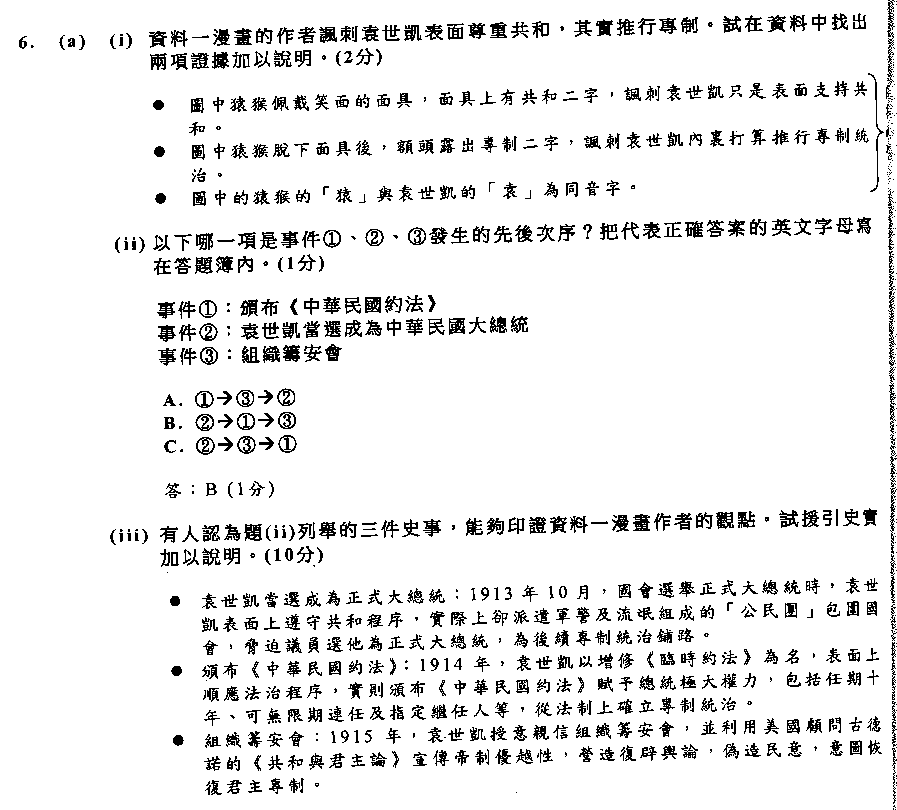 6. (a) (i) 資料一漫畫的作者諷刺袁世凱表面尊重共和，其實推行專制。試在資料中找出
兩項證據加以說明。(2分)
● 圖中猿猴佩戴笑面的面具，面具上有共和二字，諷刺袁世凱只是表面支持共
和。
● 圖中猿猴脫下面具後，額頭露出專制二字，諷刺袁世凱內裏打算推行專制統
治。
● 圖中的猿猴的「猿」與袁世凱的「袁」為同音字。
(ii) 以下哪一項是事件①、②、③發生的先後次序？把代表正確答案的英文字母寫
在答題簿內。(1分)
事件①：頒布《中華民國約法》
事件②：袁世凱當選成為中華民國大總統
事件③：組織籌安會
A. ①→③→②
B. ②→①→③
C. ②→③→①
答：B (1分)
(iii) 有人認為題(ii)列舉的三件史事，能夠印證資料一漫畫作者的觀點。試援引史實
加以說明。(10分)
● 袁世凱當選成為正式大總統：1913 年 10 月，國會選舉正式大總統時，袁世
凱表面上遵守共和程序，實際上卻派遣軍警及流氓組成的「公民團」包圍國
會，脅迫議員選他為正式大總統，為後續專制統治鋪路。
● 頒布《中華民國約法》：1914 年，袁世凱以增修《臨時約法》為名，表面上
順應法治程序，實則頒布《中華民國約法》賦予總統極大權力，包括任期十
年、可無限期連任及指定繼任人等，從法制上確立專制統治。
● 組織籌安會：1915 年，袁世凱授意親信組織籌安會，並利用美國顧問古德
諾的《共和與君主論》宣傳帝制優越性，營造復辟輿論，偽造民意，意圖恢
復君主專制。